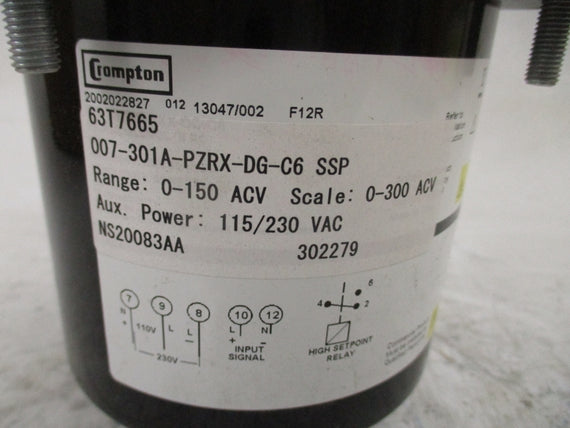 Crompton
2002022827 012 13047/002 F12R
63T7665
007-301A-PZRX-DG-C6 SSP
Range: 0-150 ACV Scale: 0-300 ACV
Aux. Power: 115/230 VAC
NS20083AA 302279
7 9 8 10 12
N L L L N
+ - + -
110V
230V
INPUT
SIGNAL
6
4 2
HIGH SETPOINT
RELAY
Refer to